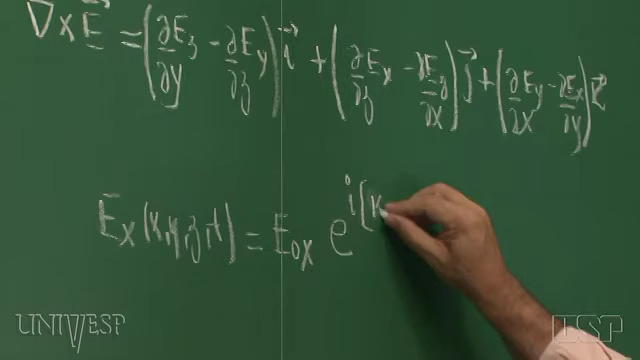 ∇×E⃗ = (∂E_z/∂y − ∂E_y/∂z) i⃗ + (∂E_x/∂z − ∂E_z/∂x) j⃗ + (∂E_y/∂x − ∂E_x/∂y) k⃗
E_x(x,y,z,t) = E_0x e^i(k
UNIVESP
USP